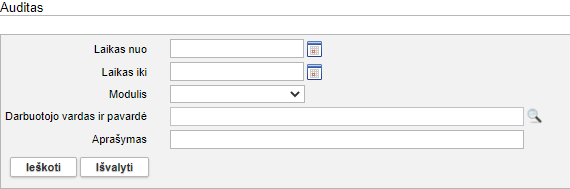 Auditas
Laikas nuo
Laikas iki
Modulis
Darbuotojo vardas ir pavardė
Aprašymas
Ieškoti Išvalyti